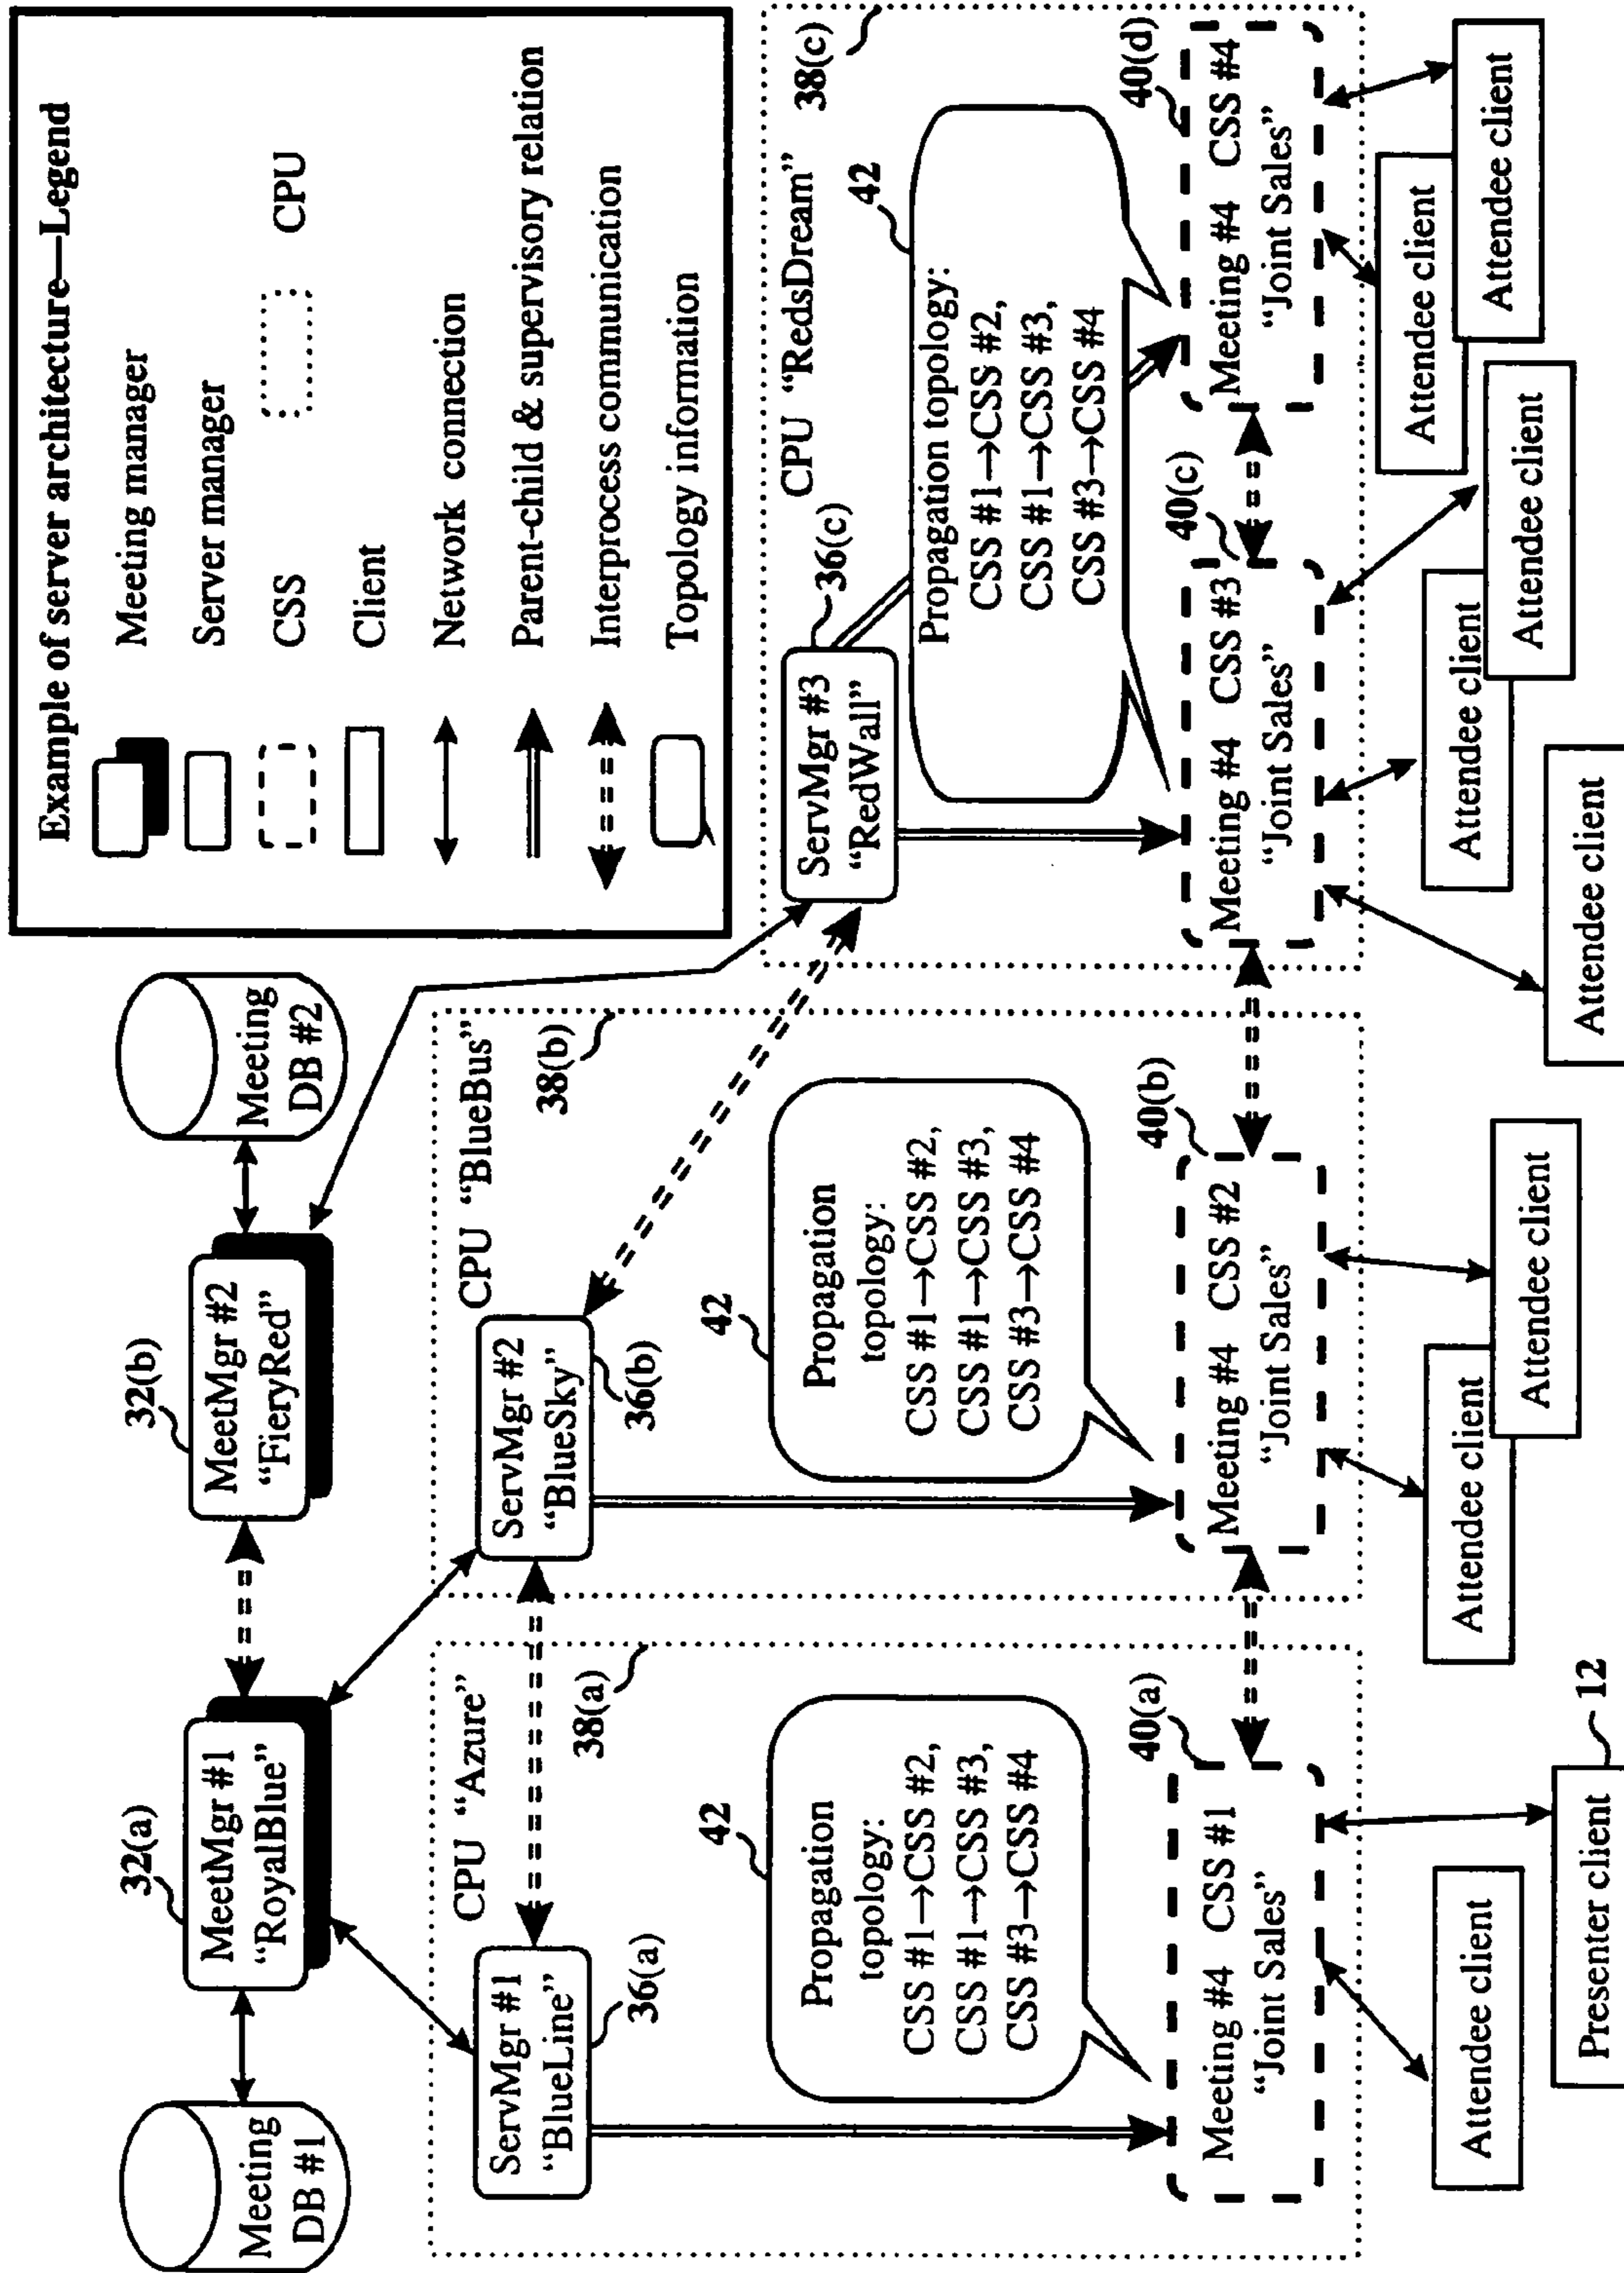 Example of server architecture—Legend
Meeting manager
Server manager
CSS
CPU
Client
Network connection
Parent-child & supervisory relation
Interprocess communication
Topology information
Meeting
DB #1
32(a)
MeetMgr #1
“RoyalBlue”
32(b)
MeetMgr #2
“FieryRed”
Meeting
DB #2
CPU “Azure”
ServMgr #1
“BlueLine”
36(a)
38(a)
42
Propagation
topology:
CSS #1→CSS #2,
CSS #1→CSS #3,
CSS #3→CSS #4
40(a)
Meeting #4 CSS #1
“Joint Sales”
Attendee client
Presenter client
12
CPU “BlueBus”
ServMgr #2
“BlueSky”
36(b)
38(b)
42
Propagation
topology:
CSS #1→CSS #2,
CSS #1→CSS #3,
CSS #3→CSS #4
40(b)
Meeting #4 CSS #2
“Joint Sales”
Attendee client
Attendee client
CPU “RedsDream”
38(c)
ServMgr #3
“RedWall”
36(c)
42
Propagation topology:
CSS #1→CSS #2,
CSS #1→CSS #3,
CSS #3→CSS #4
40(c)
Meeting #4 CSS #3
“Joint Sales”
40(d)
Meeting #4 CSS #4
“Joint Sales”
Attendee client
Attendee client
Attendee client
Attendee client
Attendee client